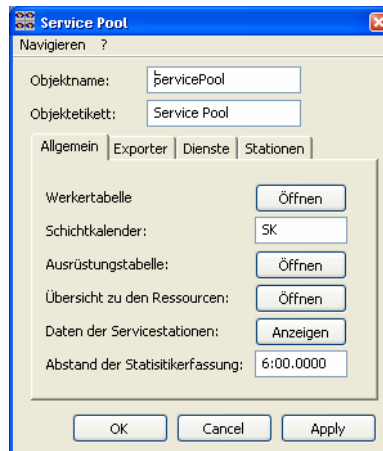 Service Pool
Navigieren ?
Objektname: ServicePool
Objektetikett: Service Pool
Allgemein Exporter Dienste Stationen
Werkertabelle Öffnen
Schichtkalender: SK
Ausrüstungstabelle: Öffnen
Übersicht zu den Ressourcen: Öffnen
Daten der Servicestationen: Anzeigen
Abstand der Statisitikerfassung: 6:00.0000
OK Cancel Apply